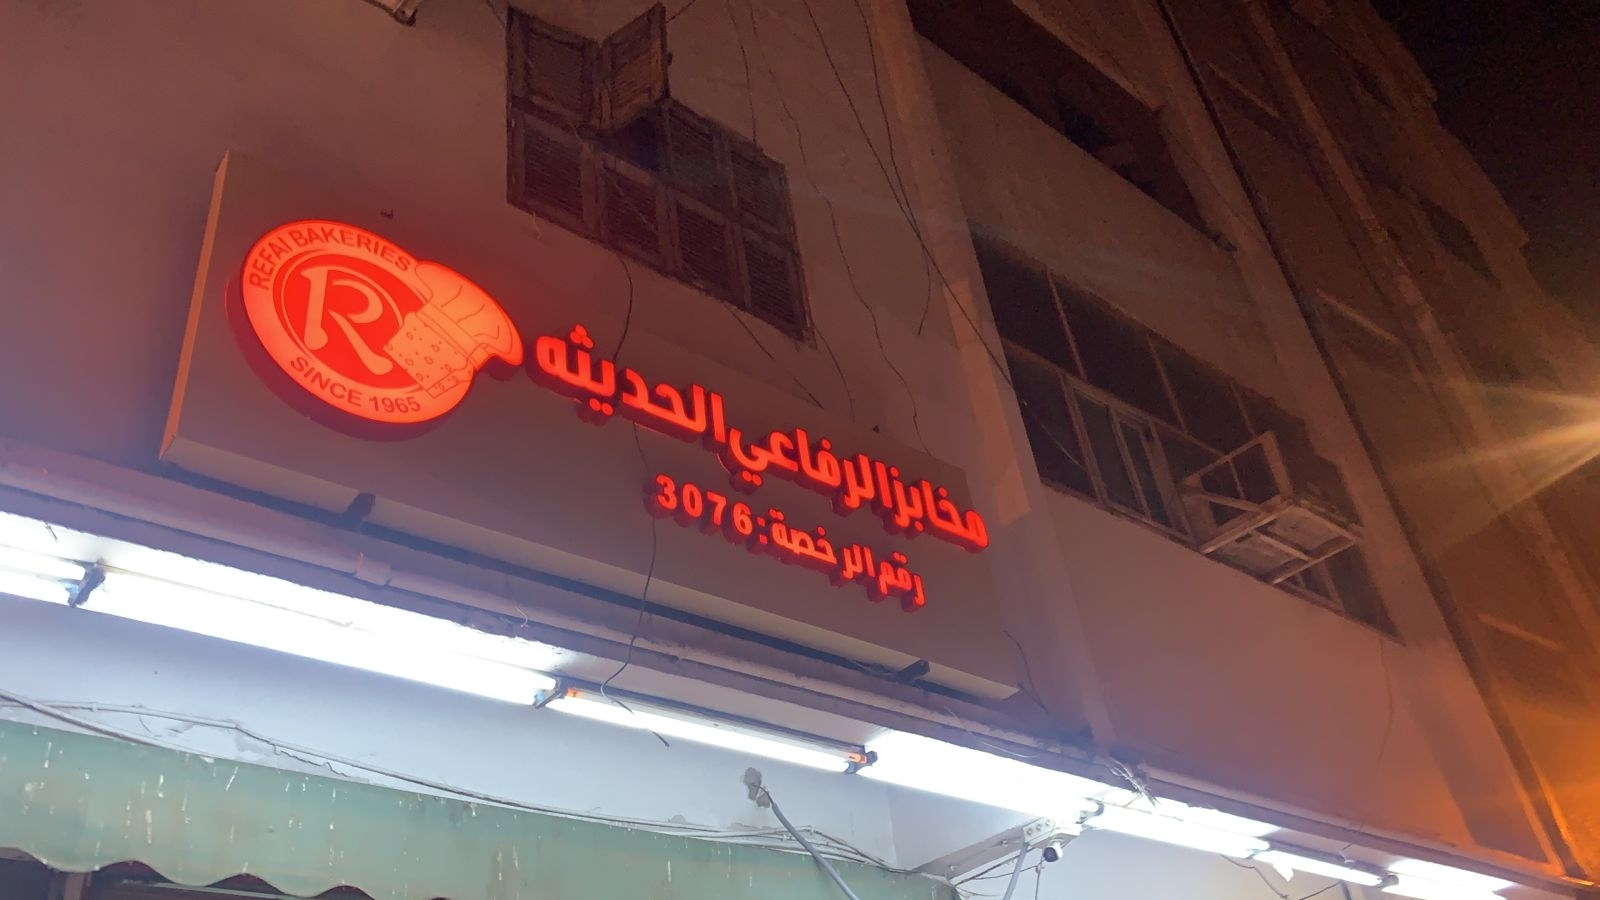 REFAI BAKERIES
R
SINCE 1965
مخابز الرفاعي الحديثه
رقم الرخصة: 3076